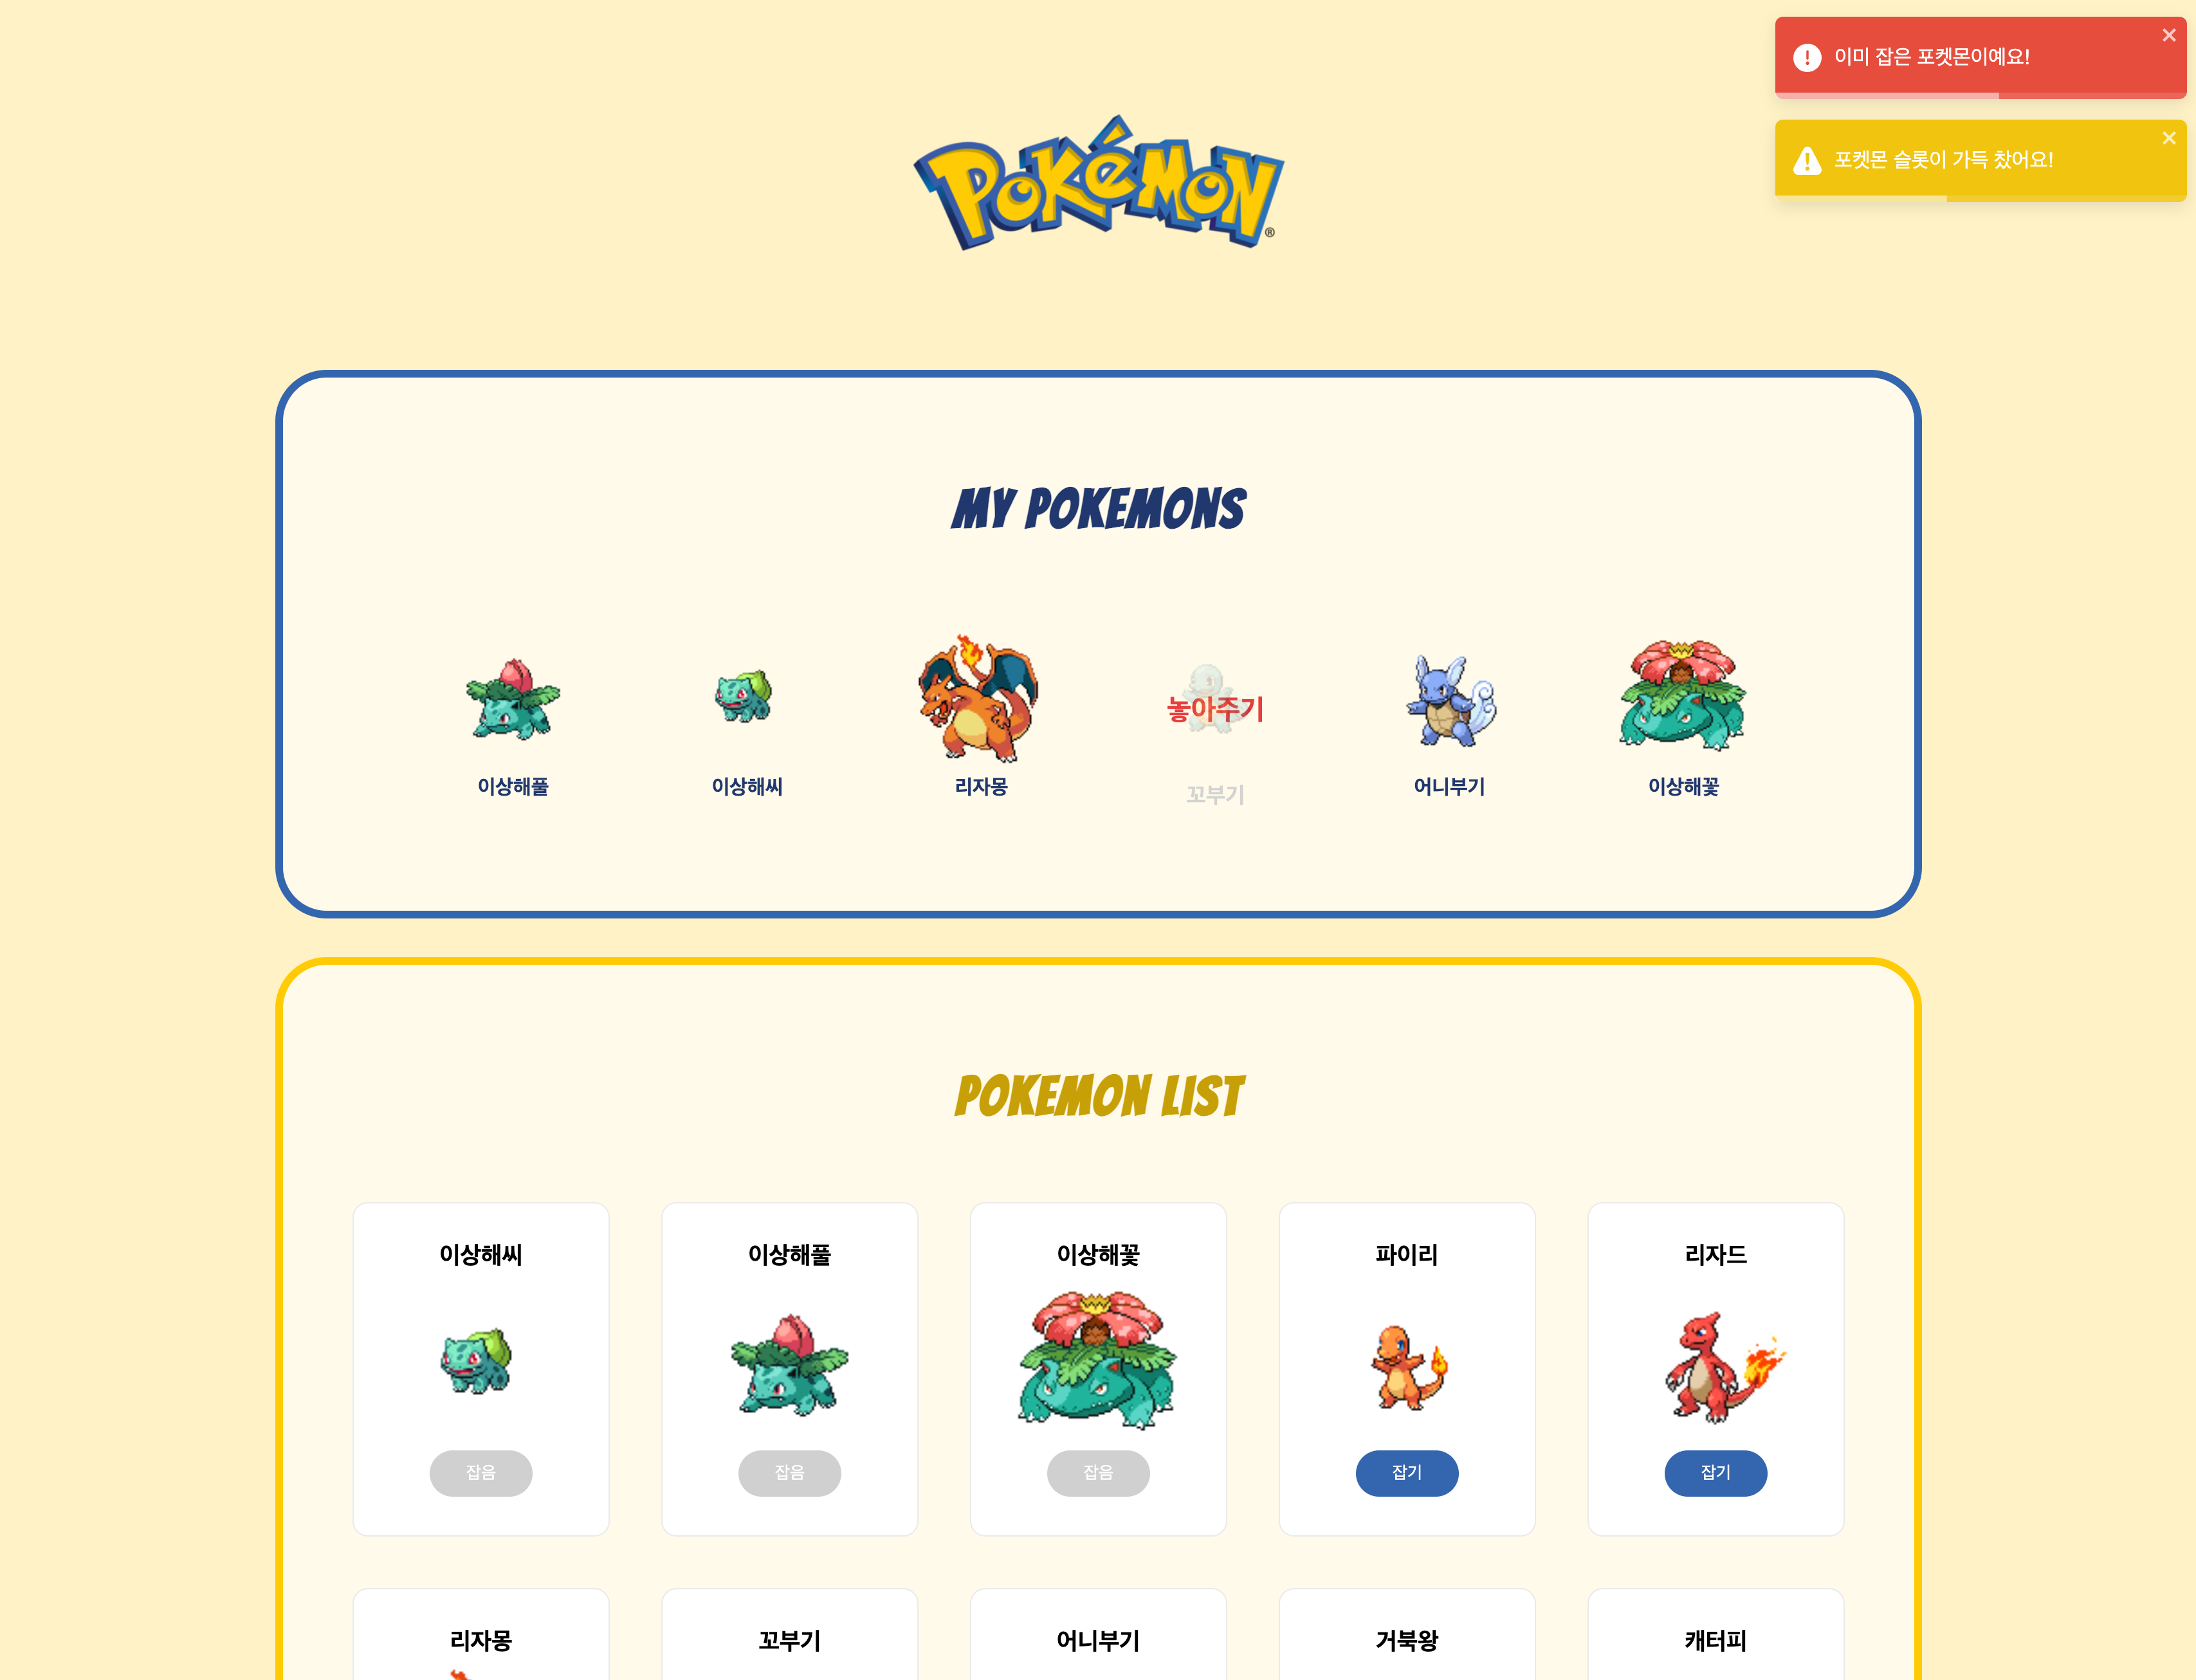 이미 잡은 포켓몬이예요!
포켓몬 슬롯이 가득 찼어요!
POKéMON®
MY POKEMONS
놓아주기
이상해풀 이상해씨 리자몽 꼬부기 어니부기 이상해꽃
POKEMON LIST
이상해씨 이상해풀 이상해꽃 파이리 리자드
잡음 잡음 잡음 잡기 잡기
리자몽 꼬부기 어니부기 거북왕 캐터피